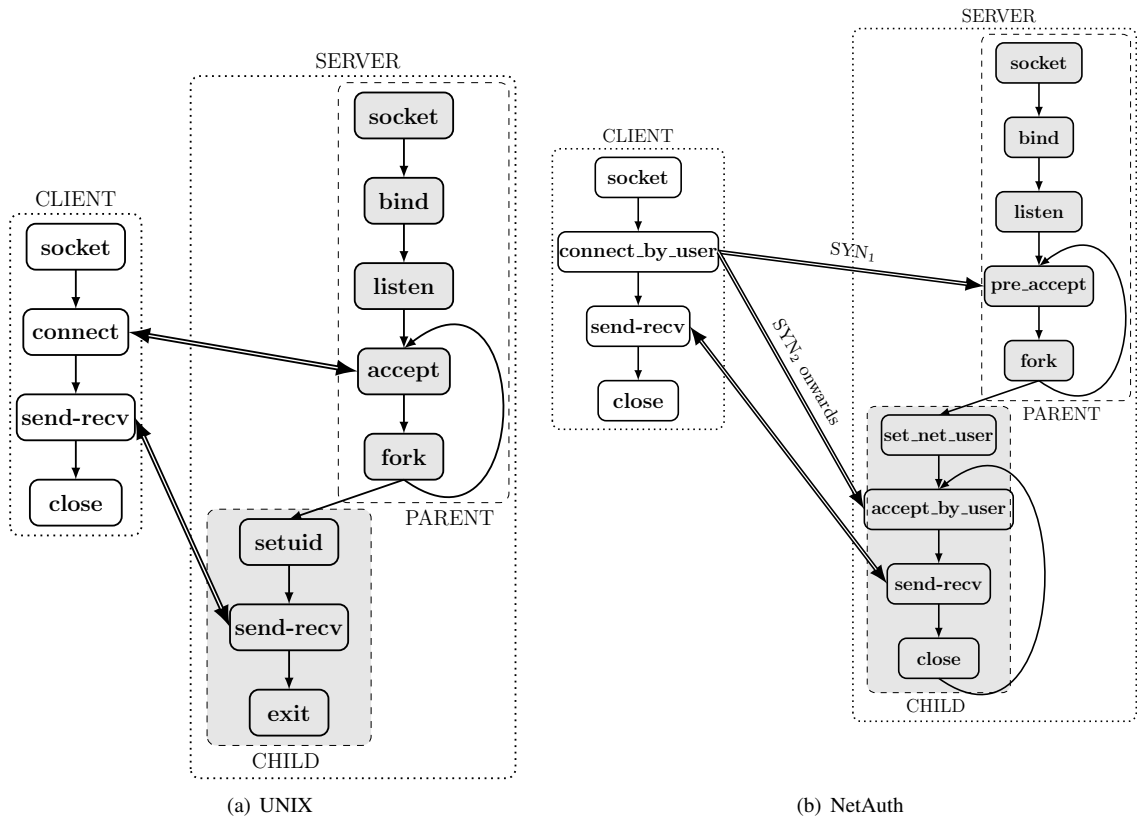 SERVER
socket
bind
listen
accept
fork
PARENT
CLIENT
socket
connect
send-recv
close
setuid
send-recv
exit
CHILD
(a) UNIX
SERVER
socket
bind
listen
pre_accept
fork
PARENT
CLIENT
socket
connect_by_user
send-recv
close
SYN₁
SYN₂ onwards
set_net_user
accept_by_user
send-recv
close
CHILD
(b) NetAuth